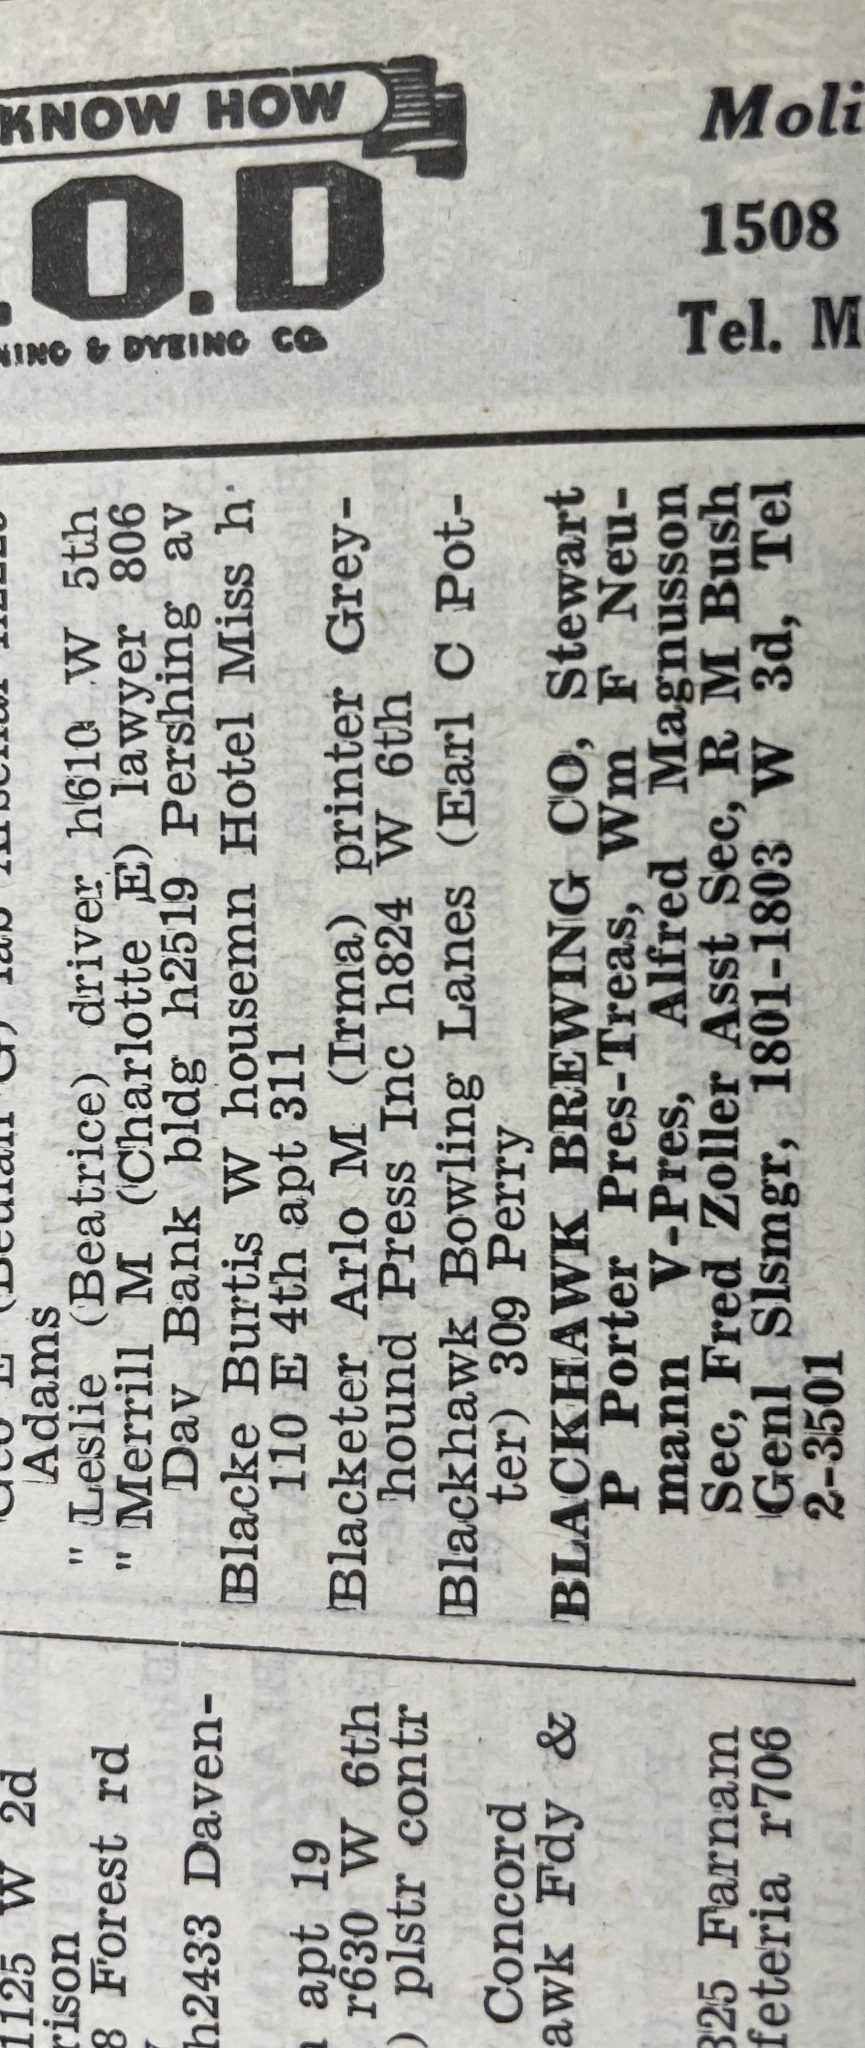 KNOW HOW
.O.D
& DYEING CO.
Moli
1508
Tel. M
Adams
" Leslie (Beatrice) driver h610 W 5th
" Merrill M (Charlotte E) lawyer 806
Dav Bank bldg h2519 Pershing av
Blacke Burtis W housemn Hotel Miss h
110 E 4th apt 311
Blacketer Arlo M (Irma) printer Grey-
hound Press Inc h824 W 6th
Blackhawk Bowling Lanes (Earl C Pot-
ter) 309 Perry
BLACKHAWK BREWING CO, Stewart
P Porter Pres-Treas, Wm F Neu-
mann V-Pres, Alfred Magnusson
Sec, Fred Zoller Asst Sec, R M Bush
Genl Slsmgr, 1801-1803 W 3d, Tel
2-3501
1125 W 2d
rison
8 Forest rd
h2433 Daven-
apt 19
r630 W 6th
) plstr contr
Concord
awk Fdy &
325 Farnam
feteria r706